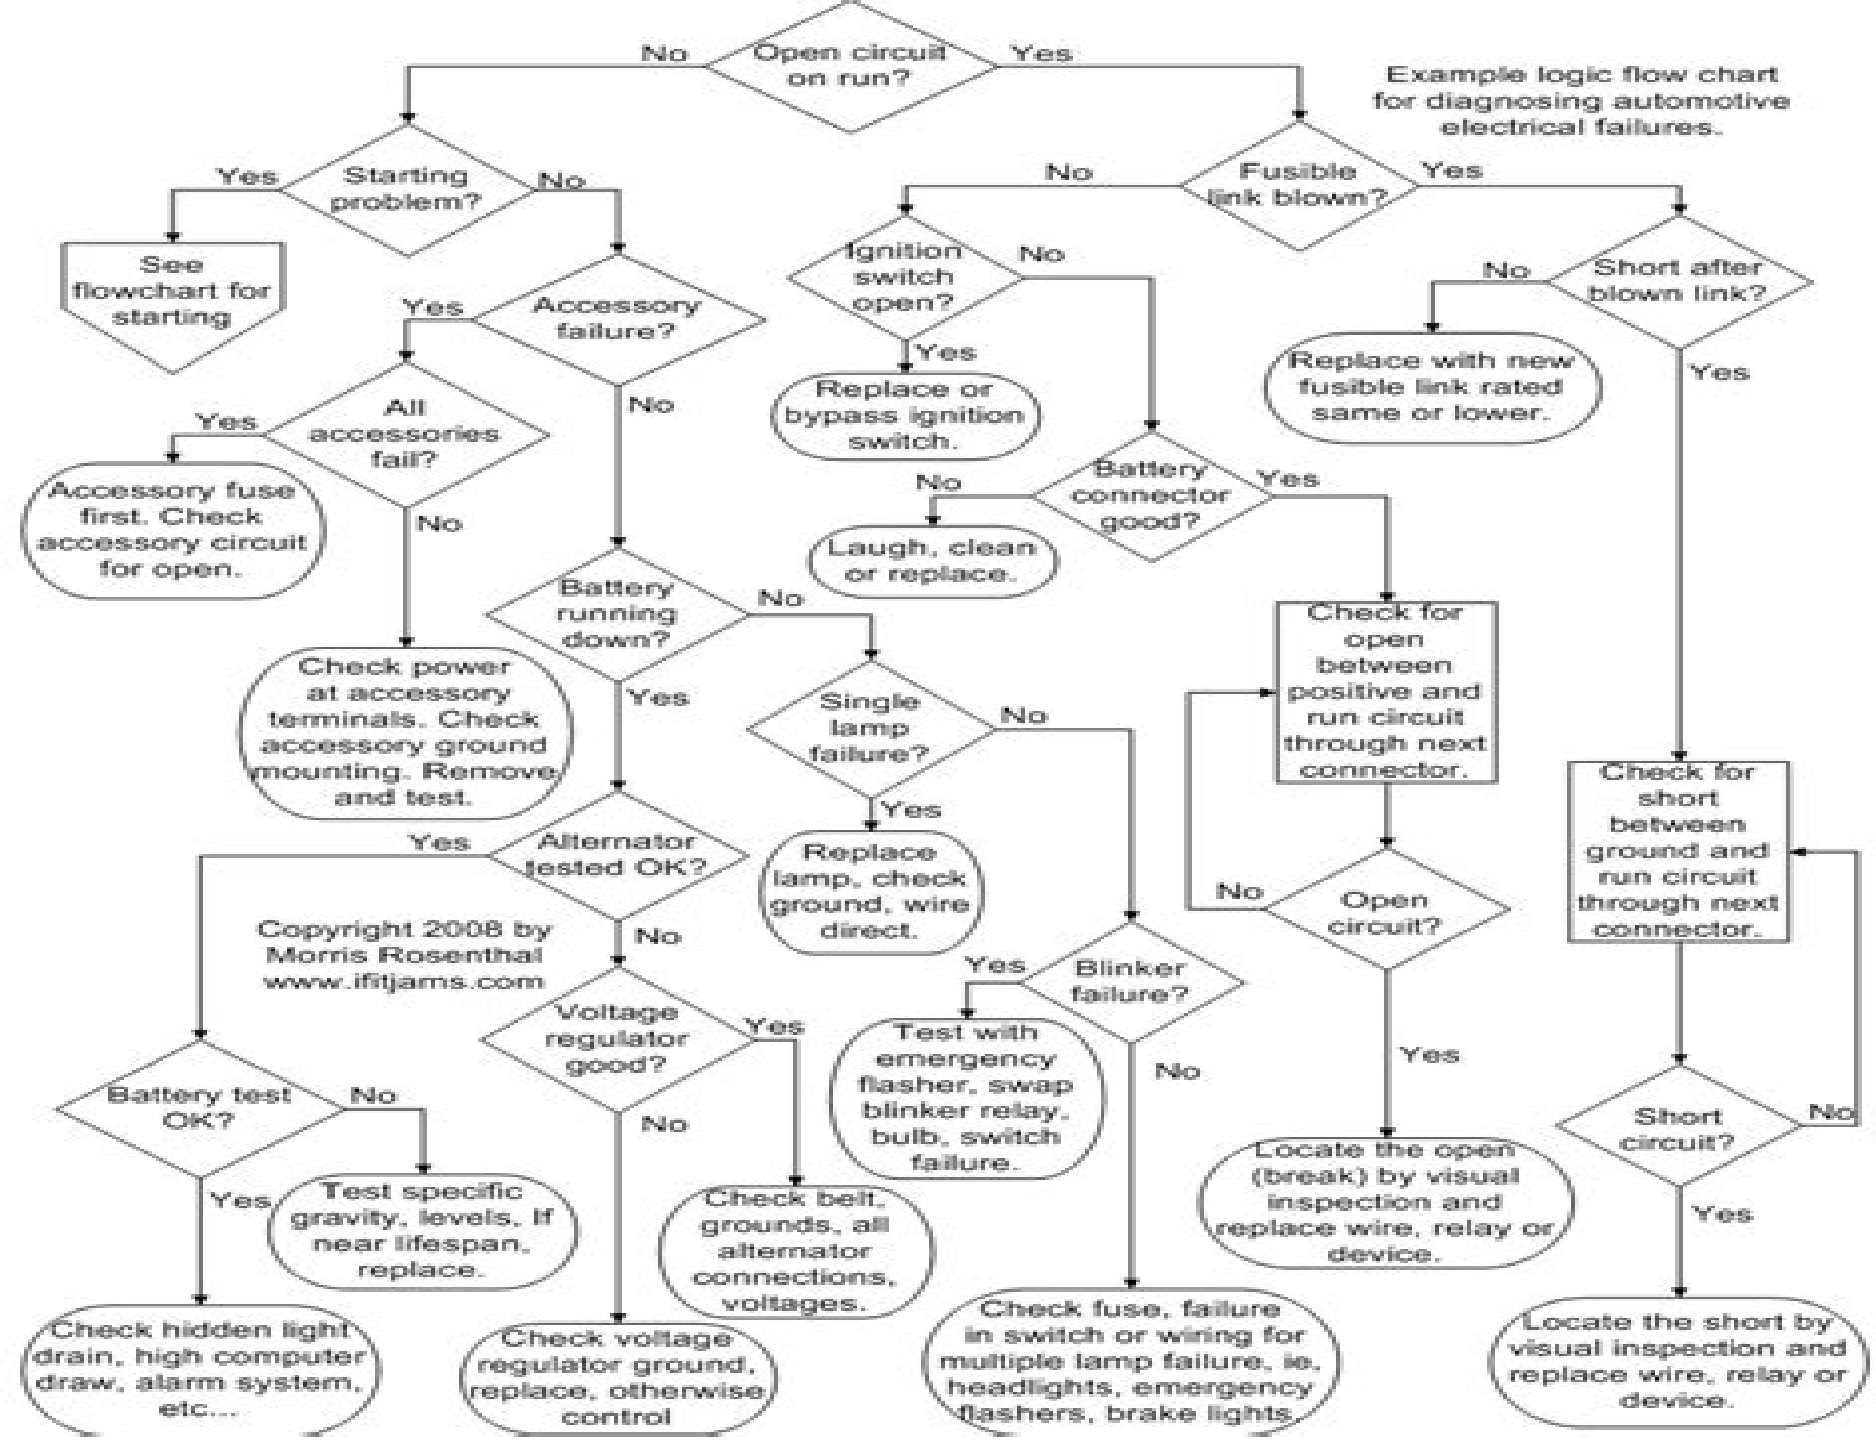 Open circuit
on run?
No
Yes
Example logic flow chart
for diagnosing automotive
electrical failures.
Starting
problem?
Yes
No
Fusible
link blown?
No
Yes
See
flowchart for
starting
Accessory
failure?
Yes
No
Ignition
switch
open?
No
Yes
Short after
blown link?
No
Yes
Replace with new
fusible link rated
same or lower.
Replace or
bypass ignition
switch.
All
accessories
fail?
Yes
No
Accessory fuse
first. Check
accessory circuit
for open.
Battery
connector
good?
No
Yes
Laugh, clean
or replace.
Battery
running
down?
No
Yes
Check for
open
between
positive and
run circuit
through next
connector.
Check power
at accessory
terminals. Check
accessory ground
mounting. Remove
and test.
Single
lamp
failure?
No
Yes
Check for
short
between
ground and
run circuit
through next
connector.
Alternator
tested OK?
Yes
No
Replace
lamp, check
ground, wire
direct.
Open
circuit?
No
Yes
Copyright 2008 by
Morris Rosenthal
www.ifitjams.com
Blinker
failure?
Yes
No
Voltage
regulator
good?
Yes
No
Test with
emergency
flasher, swap
blinker relay,
bulb, switch
failure.
Battery test
OK?
No
Yes
Short
circuit?
No
Yes
Locate the open
(break) by visual
inspection and
replace wire, relay or
device.
Test specific
gravity, levels, If
near lifespan,
replace.
Check belt,
grounds, all
alternator
connections,
voltages.
Check hidden light
drain, high computer
draw, alarm system,
etc...
Check voltage
regulator ground,
replace, otherwise
control
Check fuse, failure
in switch or wiring for
multiple lamp failure, ie,
headlights, emergency
flashers, brake lights,
Locate the short by
visual inspection and
replace wire, relay or
device.